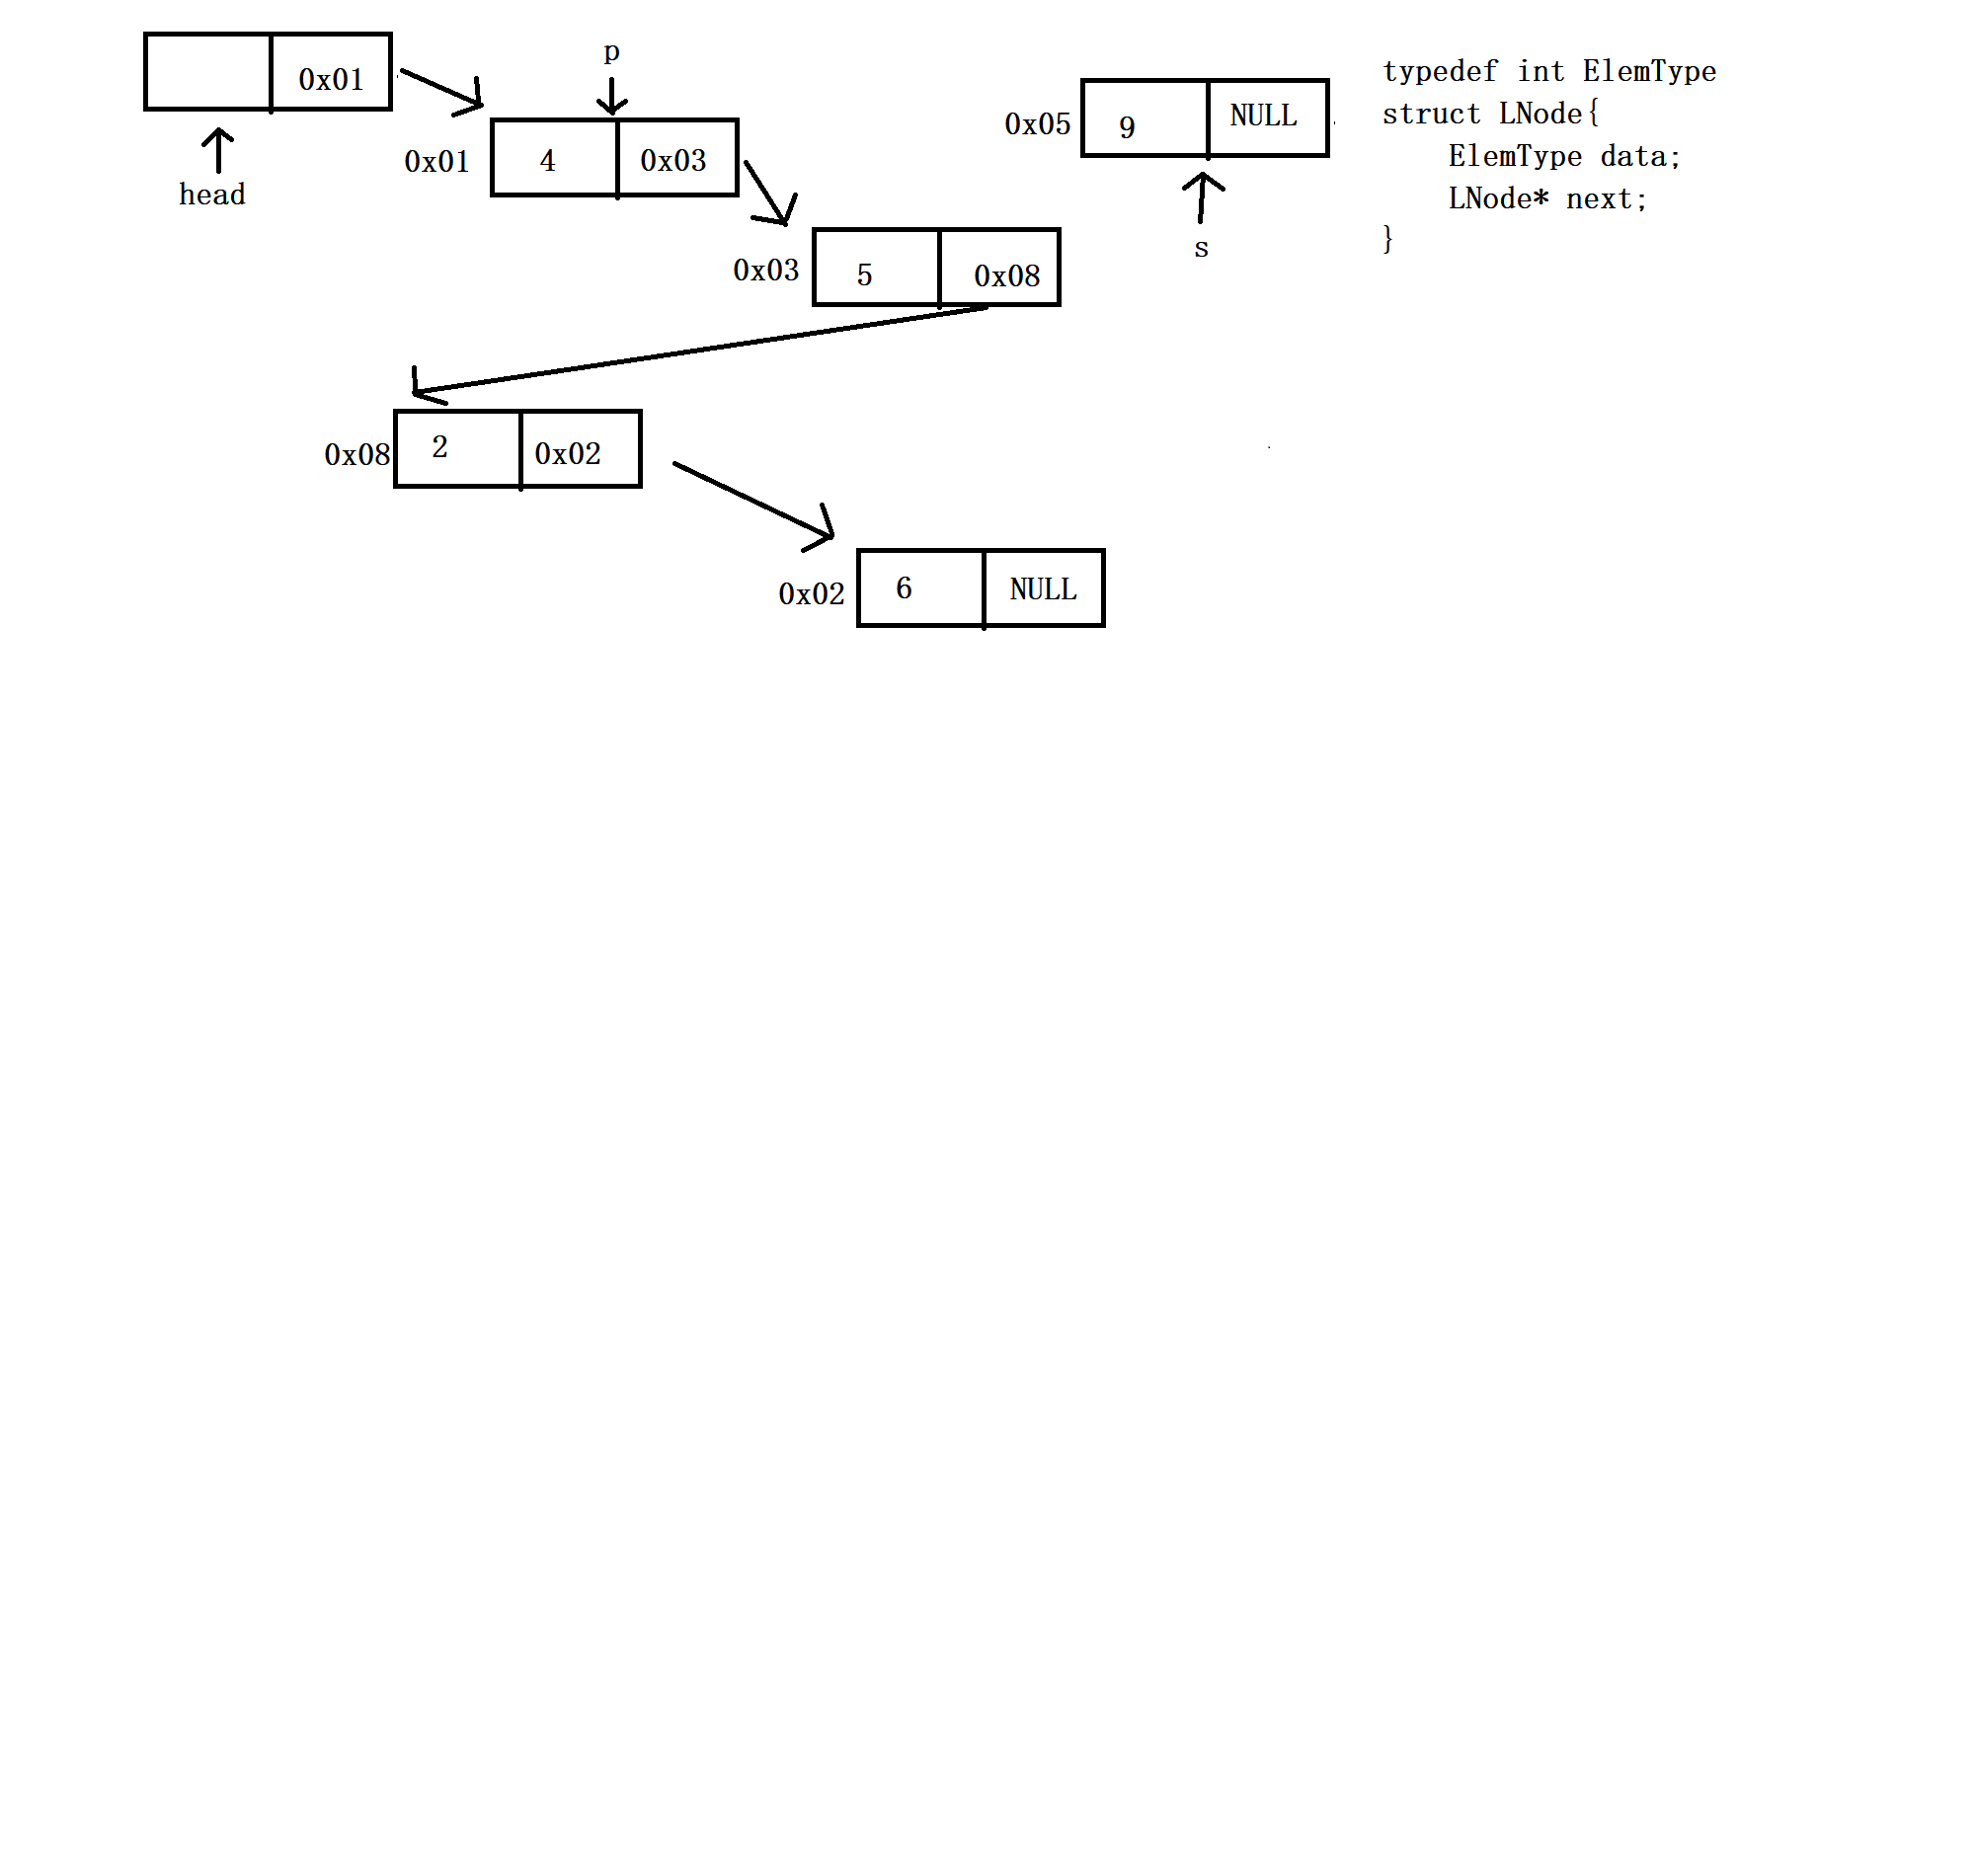 0x01
head
p
0x01 4 0x03
0x03 5 0x08
0x08 2 0x02
0x02 6 NULL
0x05 9 NULL
s
typedef int ElemType
struct LNode{
    ElemType data;
    LNode* next;
}